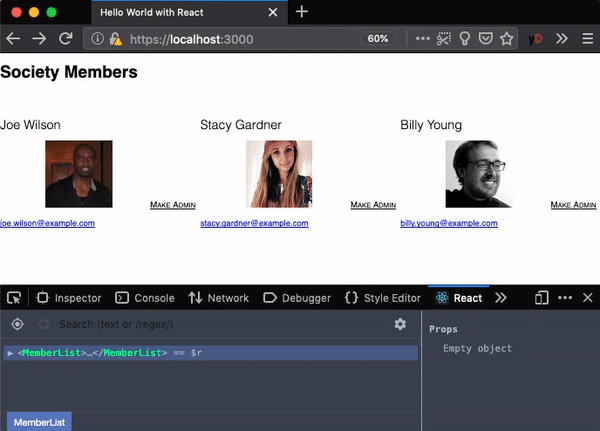 Hello World with React
https://localhost:3000 60%
Society Members
Joe Wilson Stacy Gardner Billy Young
Make Admin Make Admin Make Admin
joe.wilson@example.com stacy.gardner@example.com billy.young@example.com
Inspector Console Network Debugger Style Editor React
Search (text or /regex/)
Props
<MemberList>…</MemberList> == $r
Empty object
MemberList